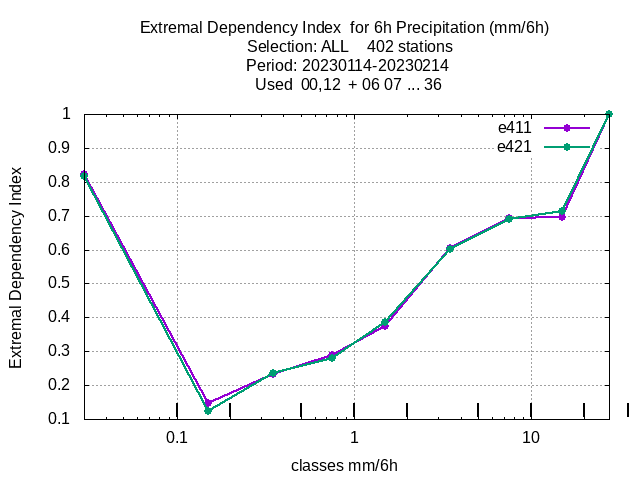 Extremal Dependency Index  for 6h Precipitation (mm/6h)
Selection: ALL    402 stations
Period: 20230114-20230214
Used  00,12  + 06 07 ... 36
e411
e421
1
0.9
0.8
0.7
0.6
0.5
0.4
0.3
0.2
0.1
Extremal Dependency Index
0.1 1 10
classes mm/6h